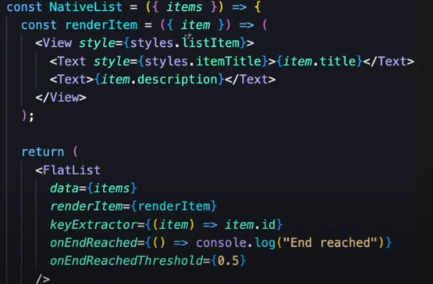 const NativeList = ({ items }) => {
const renderItem = ({ item }) => (
<View style={styles.listItem}>
<Text style={styles.itemTitle}>{item.title}</Text>
<Text>{item.description}</Text>
</View>
);
return (
<FlatList
data={items}
renderItem={renderItem}
keyExtractor={(item) => item.id}
onEndReached={() => console.log("End reached")}
onEndReachedThreshold={0.5}
/>